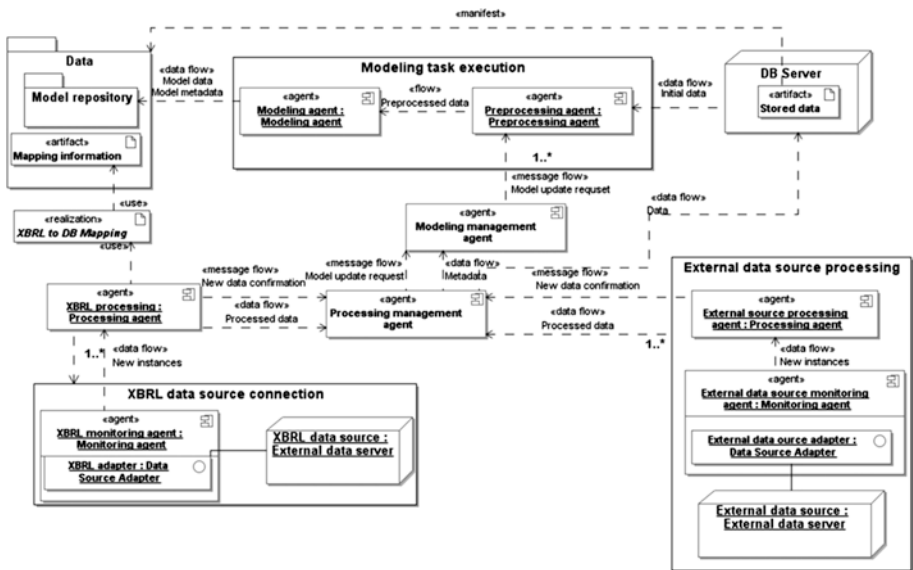 «manifest»
Data
Model repository
«artifact»
Mapping information
«data flow»
Model data
Model metadata
Modeling task execution
«agent»
Modeling agent :
Modeling agent
«flow»
Preprocessed data
«agent»
Preprocessing agent :
Preprocessing agent
«data flow»
Initial data
DB Server
«artifact»
Stored data
1..*
«message flow»
Model update requset
«use»
«realization»
XBRL to DB Mapping
«use»
«agent»
Modeling management
agent
«data flow»
Data
«message flow»
New data confirmation
«message flow»
Model update request
«data flow»
Metadata
«message flow»
New data confirmation
External data source processing
«agent»
XBRL processing :
Processing agent
«data flow»
Processed data
«agent»
Processing management
agent
«data flow»
Processed data
«agent»
External source processing
agent : Processing agent
1..*
«data flow»
New instances
1..*
«data flow»
New instances
XBRL data source connection
«agent»
XBRL monitoring agent :
Monitoring agent
XBRL adapter : Data
Source Adapter
XBRL data source :
External data server
«agent»
External data source monitoring
agent : Monitoring agent
External data ource adapter :
Data Source Adapter
External data source :
External data server